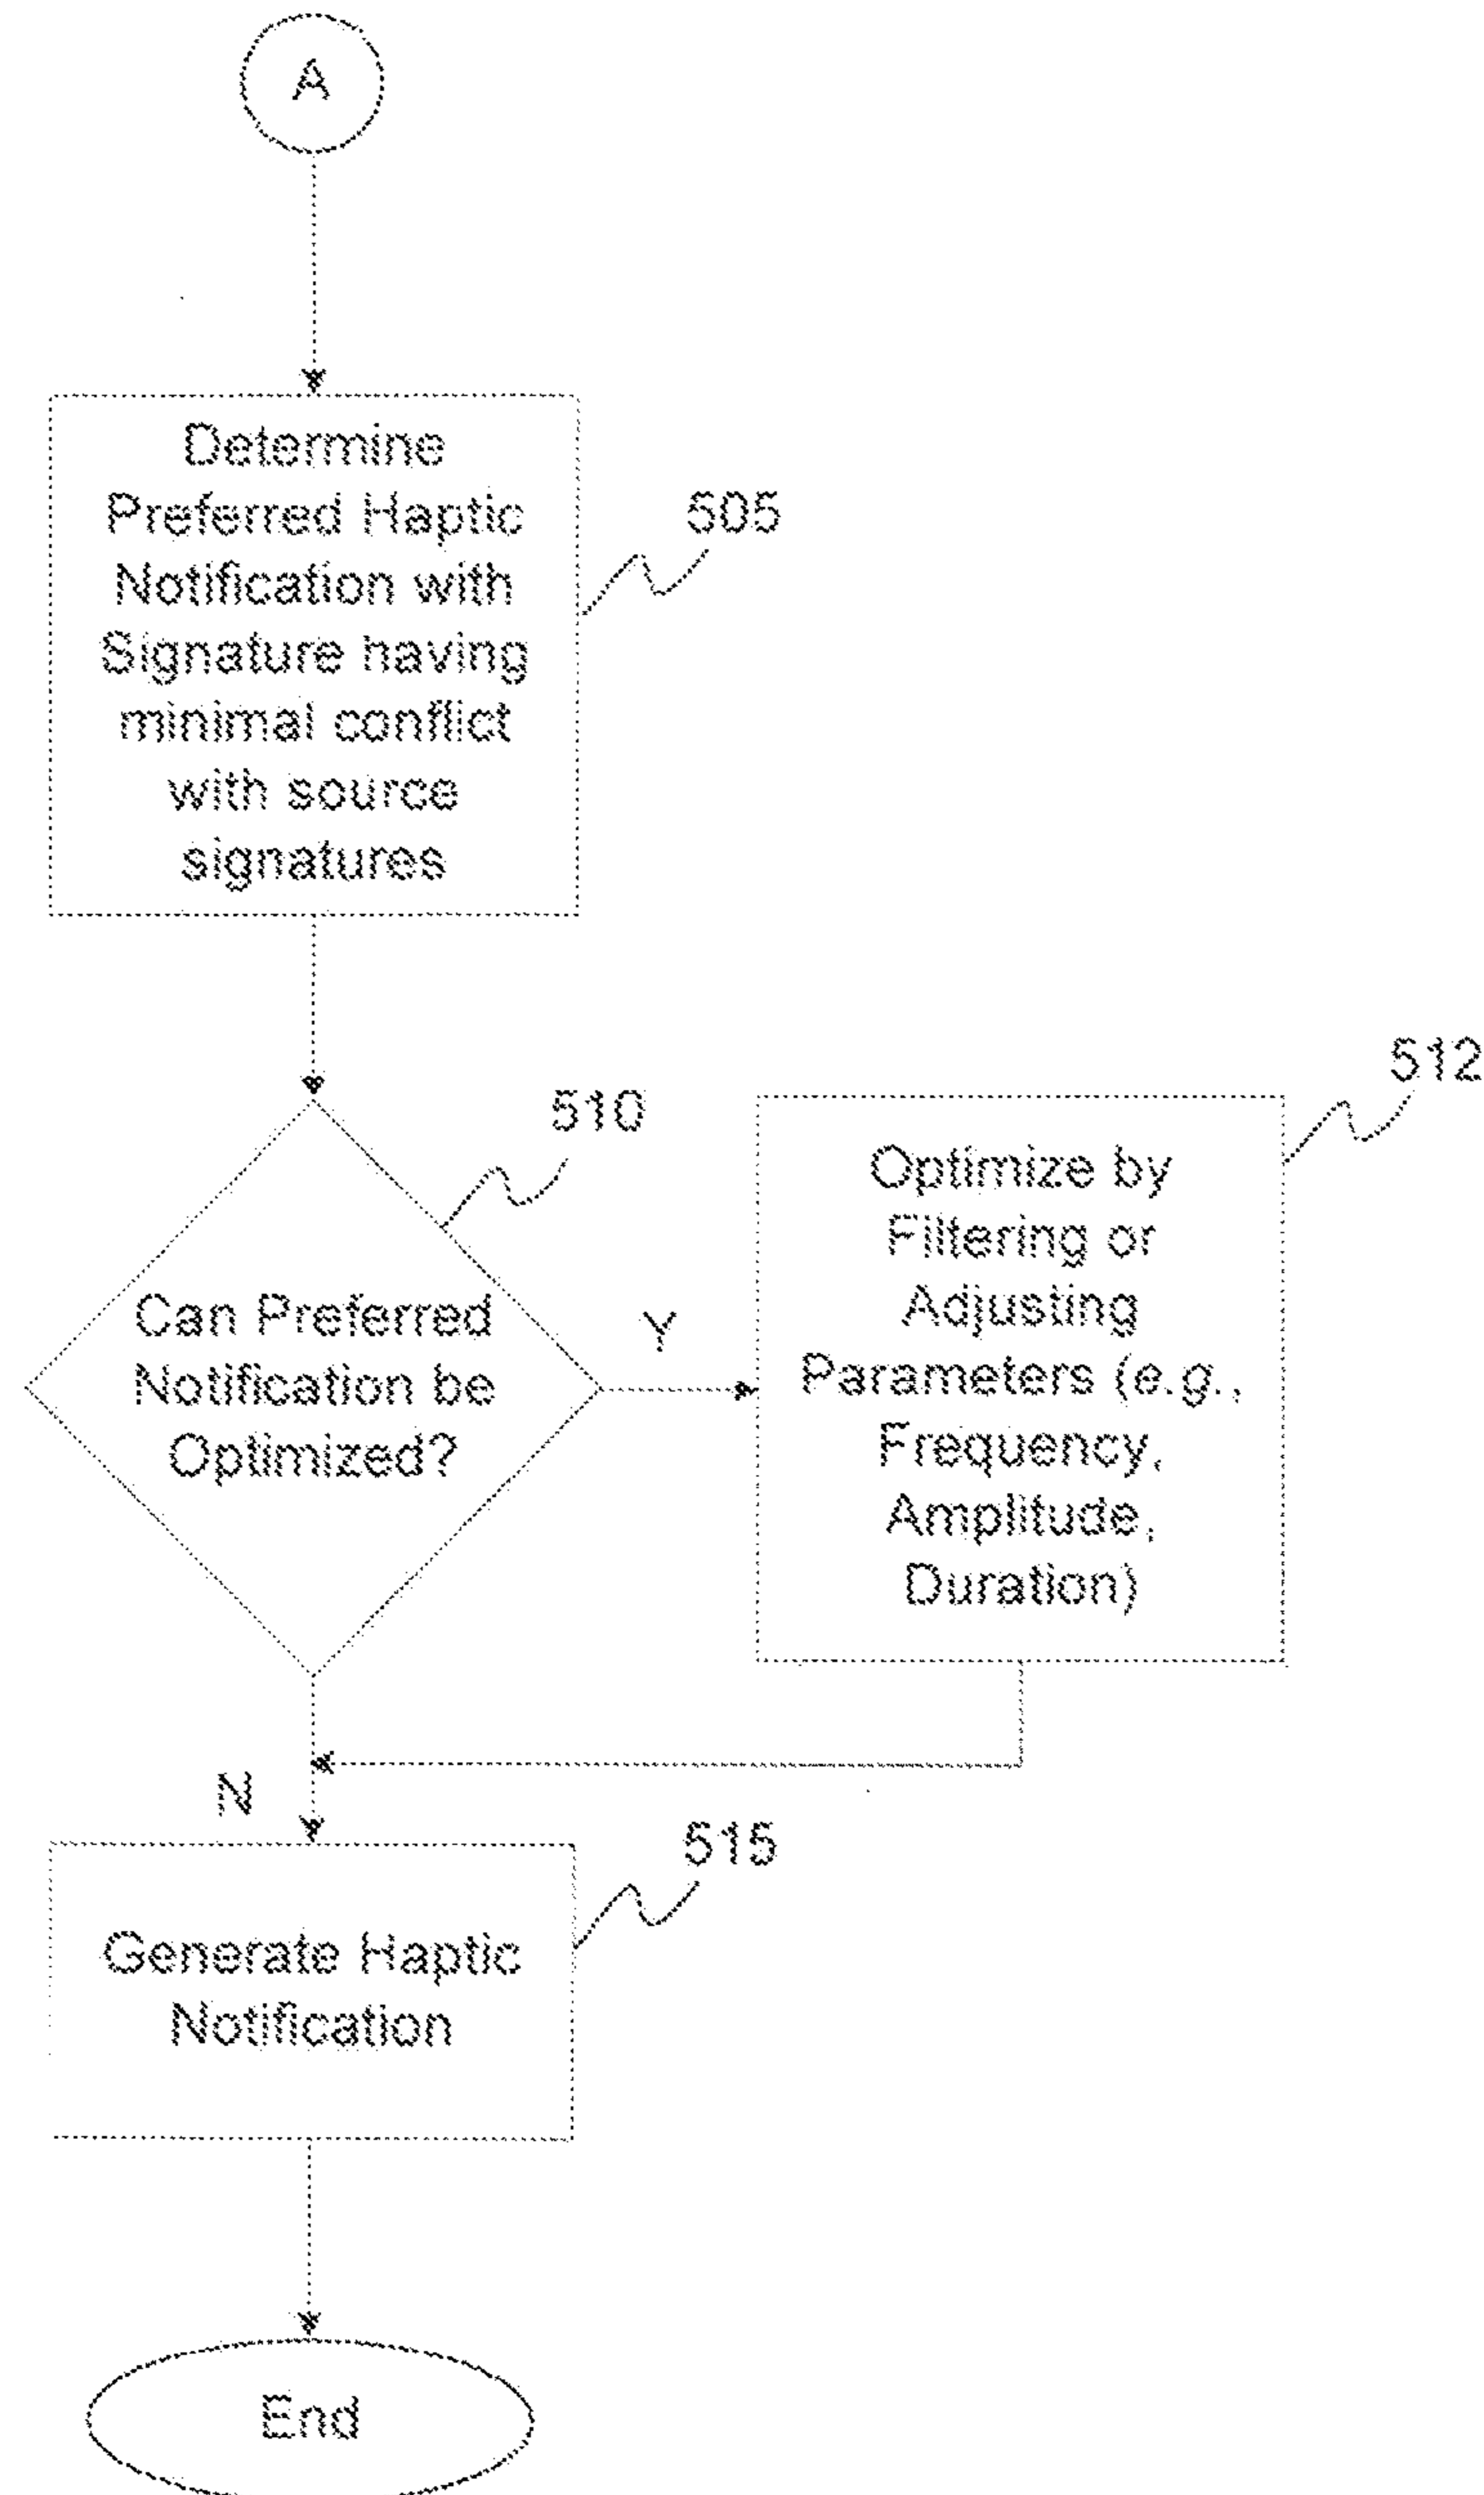 A
Determine
Preferred Haptic
Notification with
Signature having
minimal conflict
with source
signatures
505
510
Can Preferred
Notification be
Optimized?
Y
512
Optimize by
Filtering or
Adjusting
Parameters (e.g.,
Frequency,
Amplitude,
Duration)
N
515
Generate Haptic
Notification
End